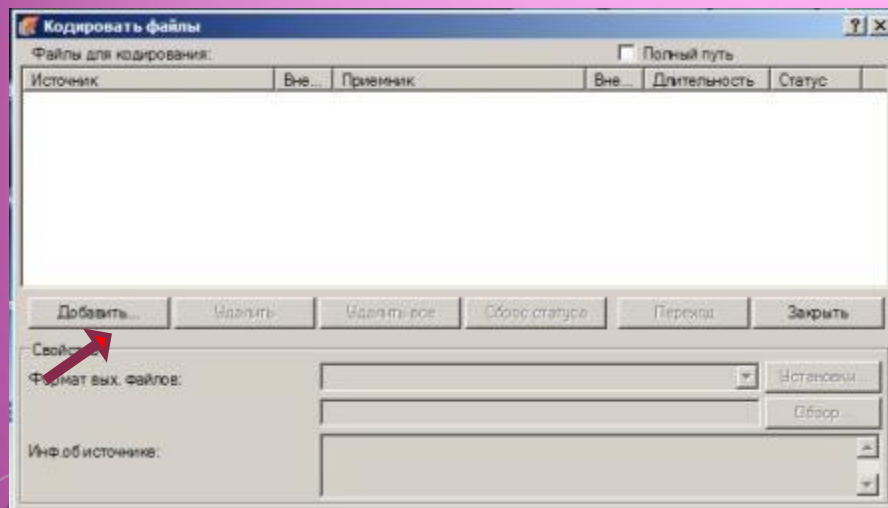 Кодировать файлы
Файлы для кодирования:
Полный путь
Источник Вне... Приемник Вне... Длительность Статус
Добавить... Удалить Удалить все Сброс статуса Переход Закрыть
Свойства
Формат вых. файлов: Установки...
Обзор...
Инф.об источнике: